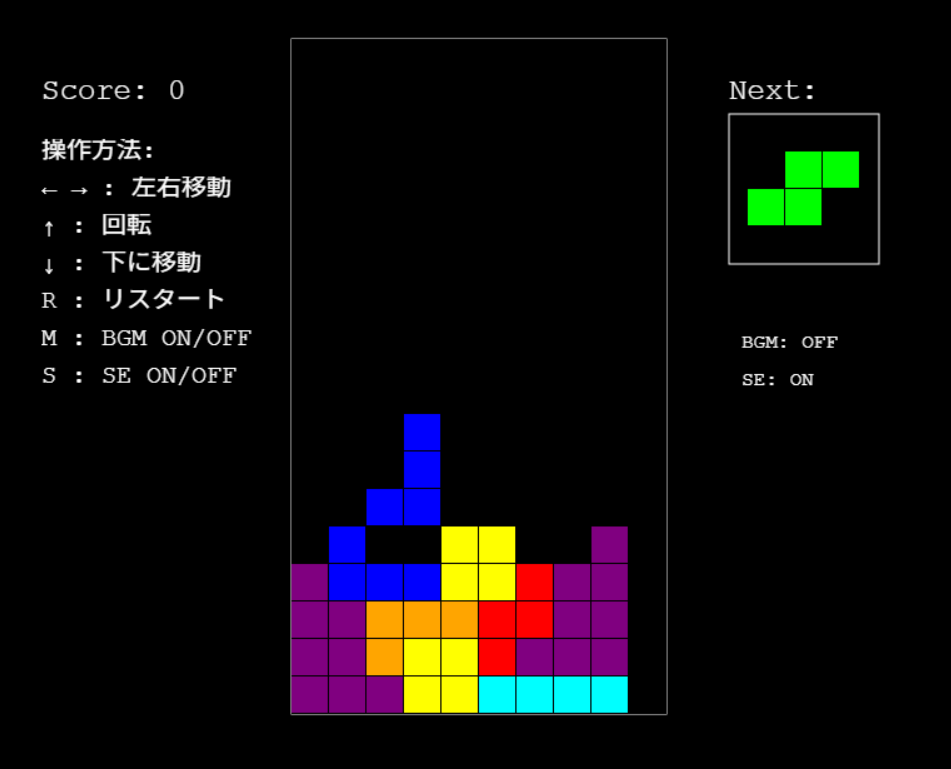 Score: 0
操作方法:
← → : 左右移動
↑ : 回転
↓ : 下に移動
R : リスタート
M : BGM ON/OFF
S : SE ON/OFF
Next:
BGM: OFF
SE: ON